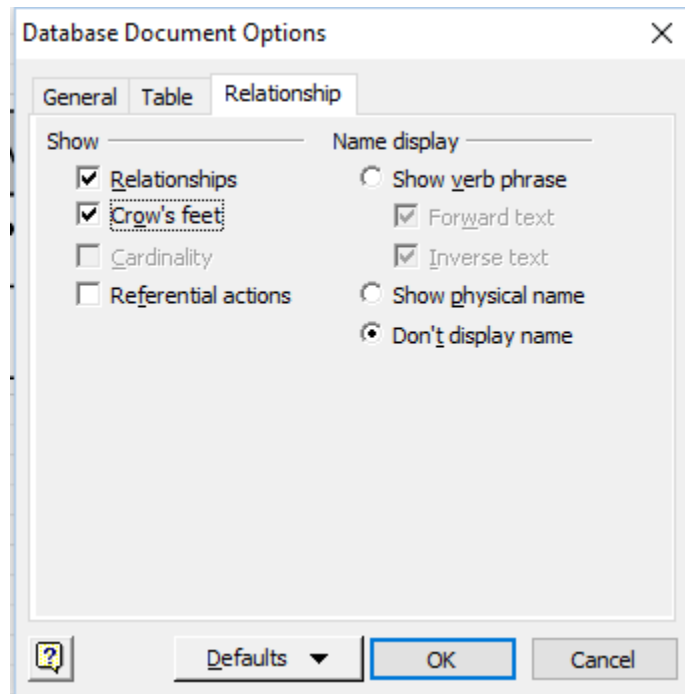 Database Document Options
General Table Relationship
Show
Relationships
Crow's feet
Cardinality
Referential actions
Name display
Show verb phrase
Forward text
Inverse text
Show physical name
Don't display name
Defaults OK Cancel